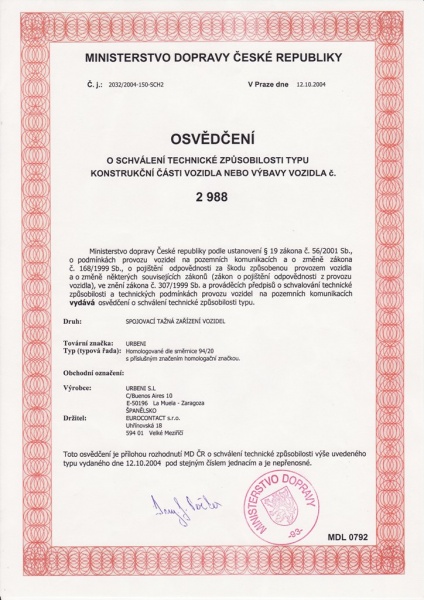 MINISTERSTVO DOPRAVY ČESKÉ REPUBLIKY
Č. j.: 2032/2004-150-SCH2 V Praze dne 12.10.2004
OSVĚDČENÍ
O SCHVÁLENÍ TECHNICKÉ ZPŮSOBILOSTI TYPU
KONSTRUKČNÍ ČÁSTI VOZIDLA NEBO VÝBAVY VOZIDLA č.
2 988
Ministerstvo dopravy České republiky podle ustanovení § 19 zákona č. 56/2001 Sb.,
o podmínkách provozu vozidel na pozemních komunikacích a o změně zákona
č. 168/1999 Sb., o pojištění odpovědnosti za škodu způsobenou provozem vozidla
a o změně některých souvisejících zákonů (zákon o pojištění odpovědnosti z provozu
vozidla), ve znění zákona č. 307/1999 Sb. a prováděcích předpisů o schvalování technické
způsobilosti a technických podmínkách provozu vozidel na pozemních komunikacích
vydává osvědčení o schválení technické způsobilosti typu.
Druh: SPOJOVACÍ TAŽNÁ ZAŘÍZENÍ VOZIDEL
Tovární značka: URBENI
Typ (typová řada): Homologované dle směrnice 94/20
s příslušným značením homologační značkou.
Obchodní označení:
Výrobce: URBENI S.L
C/Buenos Aires 10
E-50196 La Muela - Zaragoza
ŠPANĚLSKO
Držitel: EUROCONTACT s.r.o.
Uhřínovská 18
594 01 Velké Meziříčí
Toto osvědčení je přílohou rozhodnutí MD ČR o schválení technické způsobilosti výše uvedeného
typu vydaného dne 12.10.2004 pod stejným číslem jednacím a je nepřenosné.
MINISTERSTVO DOPRAVY
-93-
MDL 0792